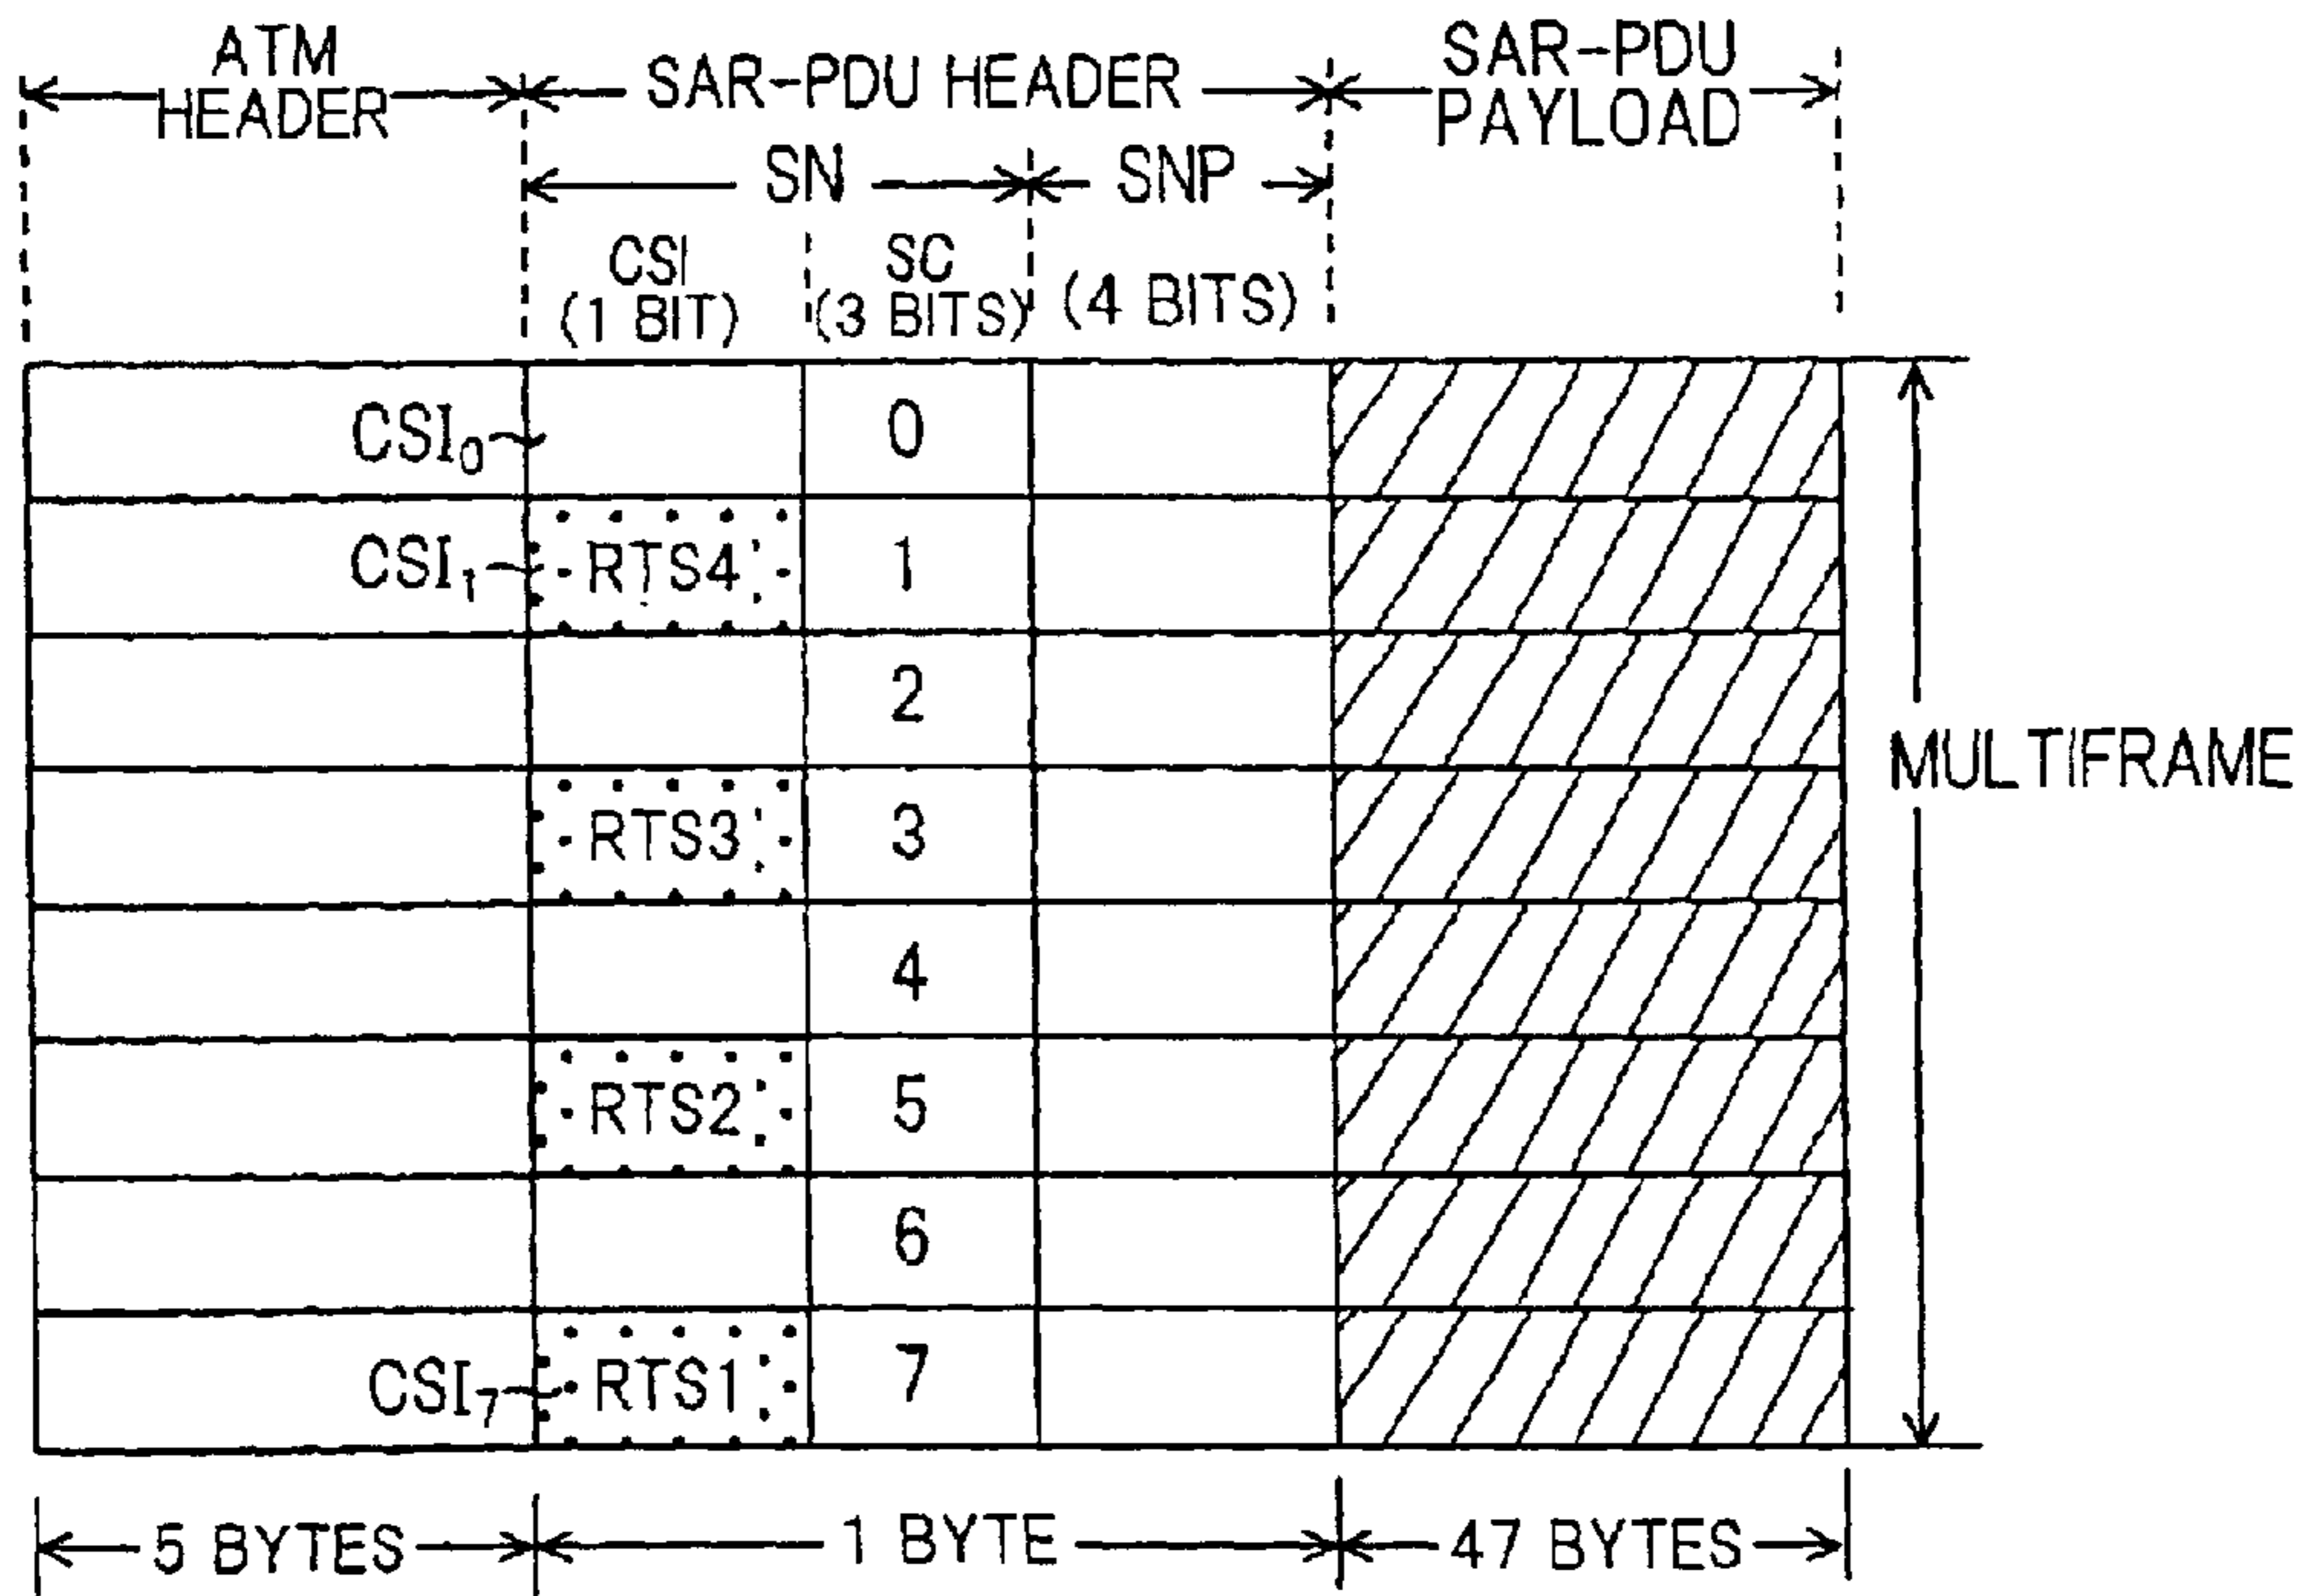 ATM
HEADER
SAR-PDU HEADER
SAR-PDU
PAYLOAD
SN
SNP
CSI
(1 BIT)
SC
(3 BITS)
(4 BITS)
CSI₀
0
CSI₁
RTS4
1
2
RTS3
3
4
RTS2
5
6
CSI₇
RTS1
7
MULTIFRAME
5 BYTES
1 BYTE
47 BYTES